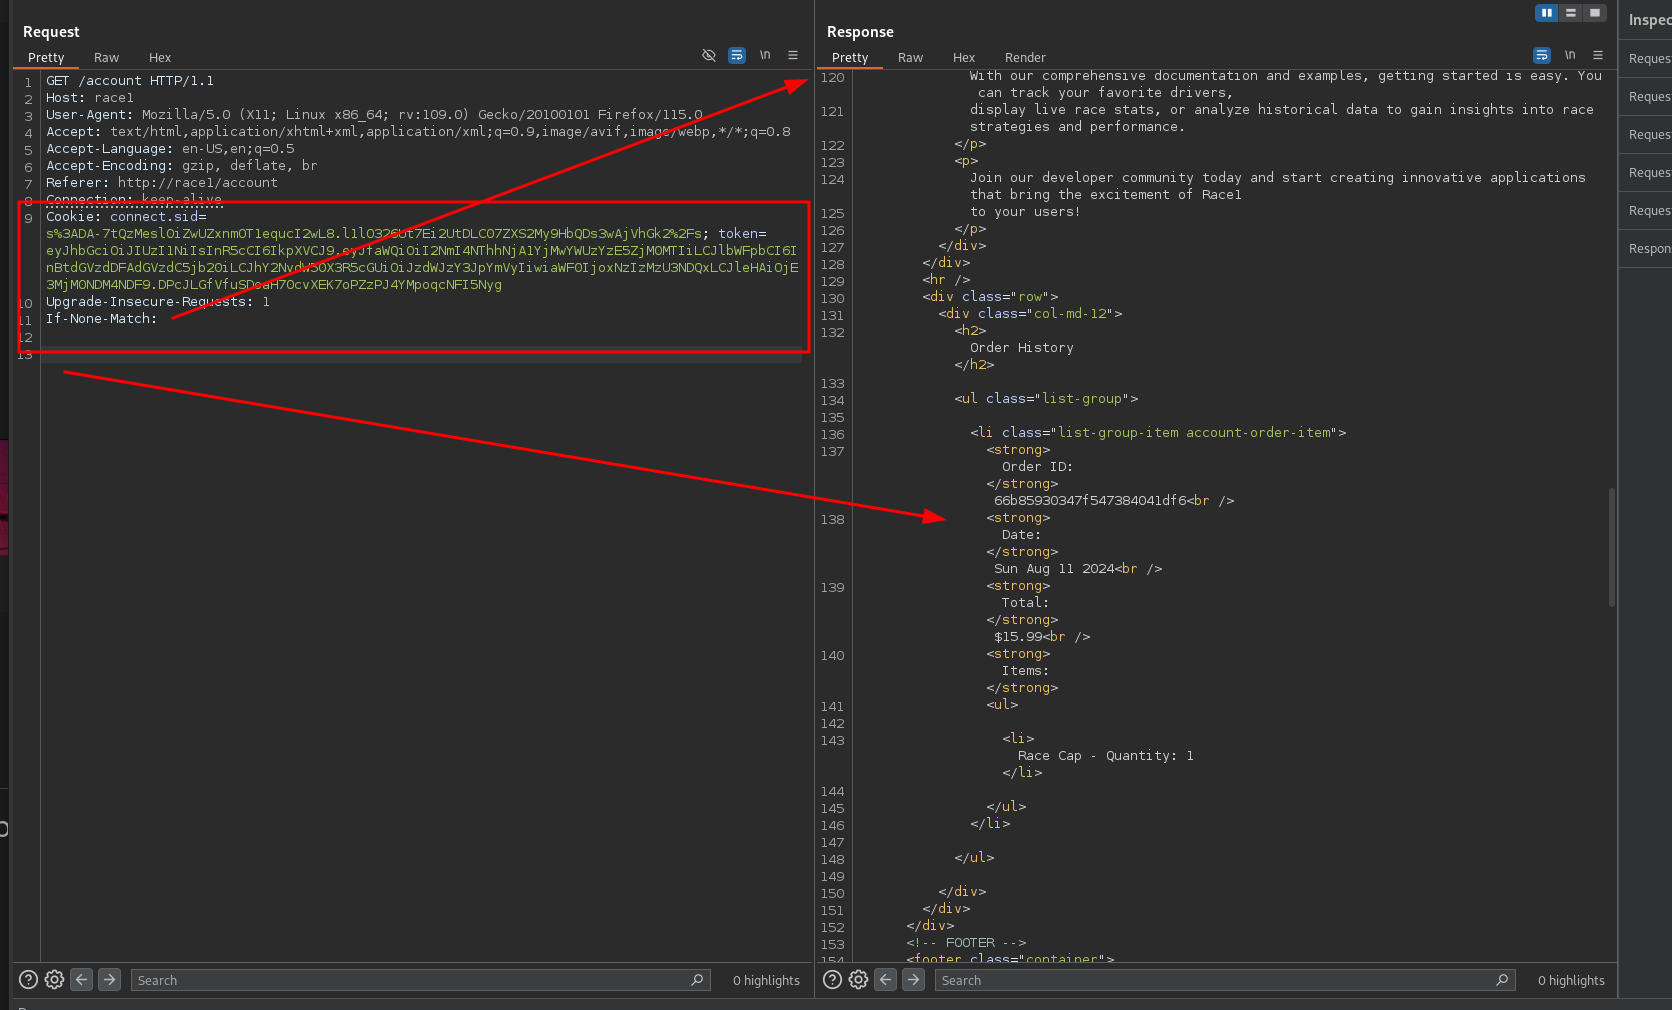 Request
Pretty Raw Hex \n
1 GET /account HTTP/1.1
2 Host: race1
3 User-Agent: Mozilla/5.0 (X11; Linux x86_64; rv:109.0) Gecko/20100101 Firefox/115.0
4 Accept: text/html,application/xhtml+xml,application/xml;q=0.9,image/avif,image/webp,*/*;q=0.8
5 Accept-Language: en-US,en;q=0.5
6 Accept-Encoding: gzip, deflate, br
7 Referer: http://race1/account
8 Connection: keep-alive
9 Cookie: connect.sid=
; token=
10 Upgrade-Insecure-Requests: 1
11 If-None-Match:
12
13
Search
0 highlights
Response
Pretty Raw Hex Render \n
120 With our comprehensive documentation and examples, getting started is easy. You
can track your favorite drivers,
121 display live race stats, or analyze historical data to gain insights into race
strategies and performance.
122 </p>
123 <p>
124 Join our developer community today and start creating innovative applications
that bring the excitement of Race1
125 to your users!
126 </p>
127 </div>
128 </div>
129 <hr />
130 <div class="row">
131 <div class="col-md-12">
132 <h2>
Order History
</h2>
133
134 <ul class="list-group">
135
136 <li class="list-group-item account-order-item">
137 <strong>
Order ID:
</strong>
66b85930347f547384041df6<br />
138 <strong>
Date:
</strong>
Sun Aug 11 2024<br />
139 <strong>
Total:
</strong>
$15.99<br />
140 <strong>
Items:
</strong>
141 <ul>
142
143 <li>
Race Cap - Quantity: 1
</li>
144
145 </ul>
146 </li>
147
148 </ul>
149
150 </div>
151 </div>
152 </div>
153 <!-- FOOTER -->
154 <footer class="container">
Search
0 highlights
Inspec
Reques
Reques
Reques
Reques
Reques
Respon